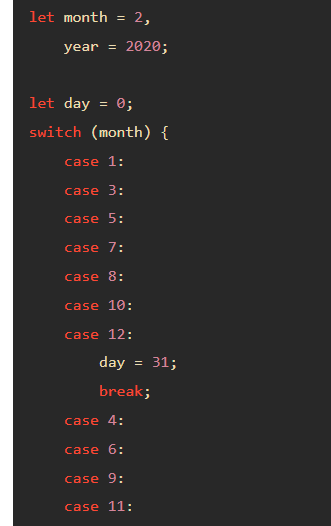 let month = 2,
    year = 2020;

let day = 0;
switch (month) {
    case 1:
    case 3:
    case 5:
    case 7:
    case 8:
    case 10:
    case 12:
        day = 31;
        break;
    case 4:
    case 6:
    case 9:
    case 11: